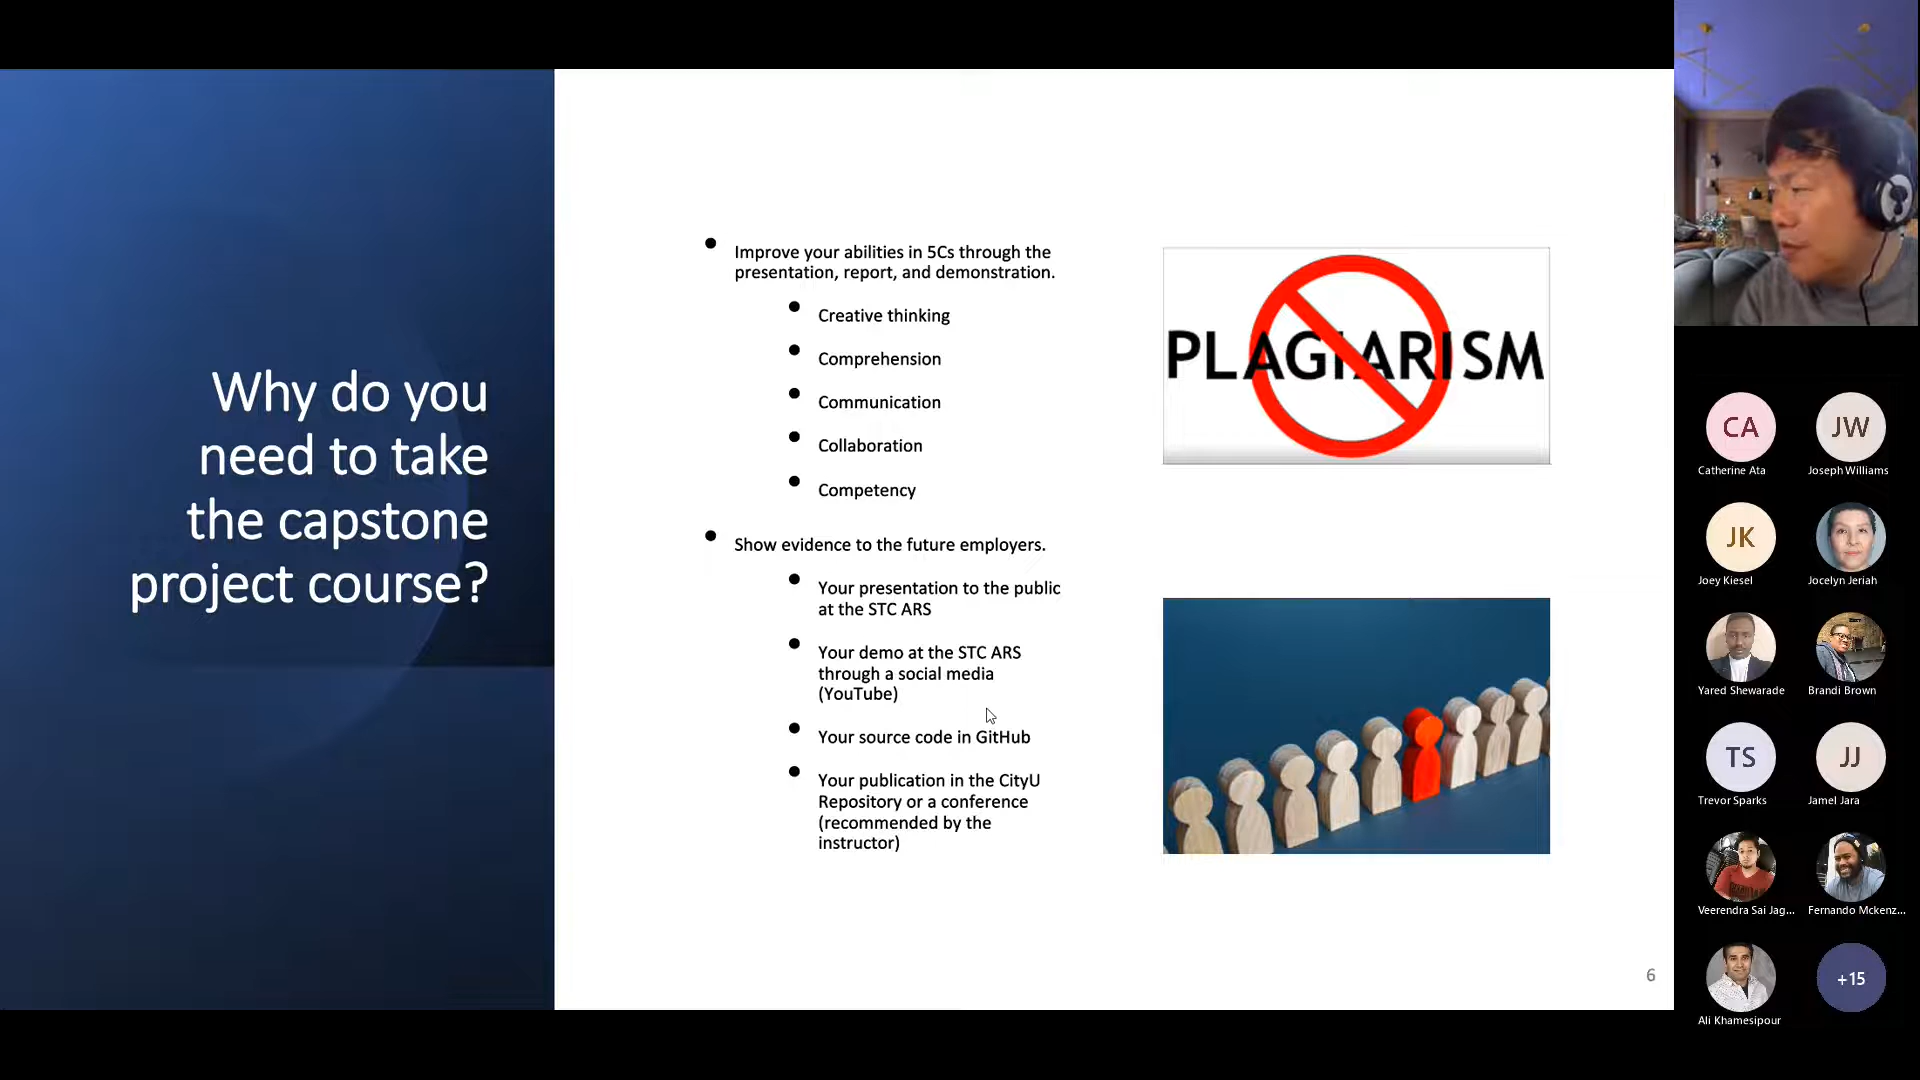 Why do you
need to take
the capstone
project course?
Improve your abilities in 5Cs through the
presentation, report, and demonstration.
Creative thinking
Comprehension
Communication
Collaboration
Competency
Show evidence to the future employers.
Your presentation to the public
at the STC ARS
Your demo at the STC ARS
through a social media
(YouTube)
Your source code in GitHub
Your publication in the CityU
Repository or a conference
(recommended by the
instructor)
PLAGIARISM
6
CA
Catherine Ata
JW
Joseph Williams
JK
Joey Kiesel
Jocelyn Jeriah
Yared Shewarade
Brandi Brown
TS
Trevor Sparks
JJ
Jamel Jara
Veerendra Sai Jag...
Fernando Mckenz...
Ali Khamesipour
+15